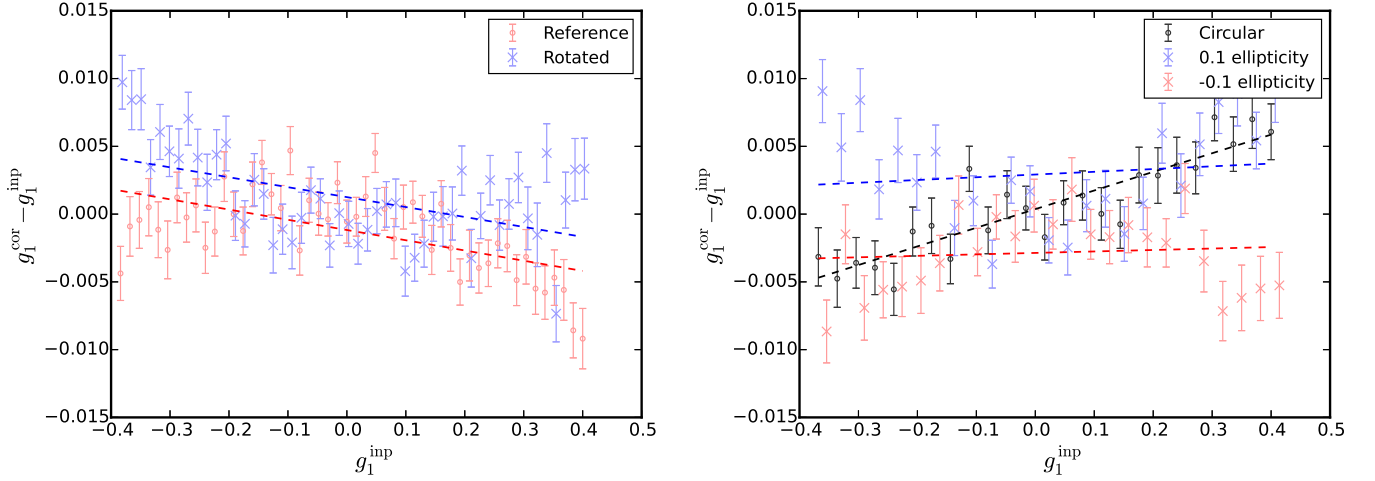 0.015
0.010
0.005
0.000
−0.005
−0.010
−0.015
g₁ᶜᵒʳ − g₁ⁱⁿᵖ
−0.4 −0.3 −0.2 −0.1 0.0 0.1 0.2 0.3 0.4 0.5
g₁ⁱⁿᵖ
Reference
Rotated
0.015
0.010
0.005
0.000
−0.005
−0.010
−0.015
g₁ᶜᵒʳ − g₁ⁱⁿᵖ
−0.4 −0.3 −0.2 −0.1 0.0 0.1 0.2 0.3 0.4 0.5
g₁ⁱⁿᵖ
Circular
0.1 ellipticity
-0.1 ellipticity